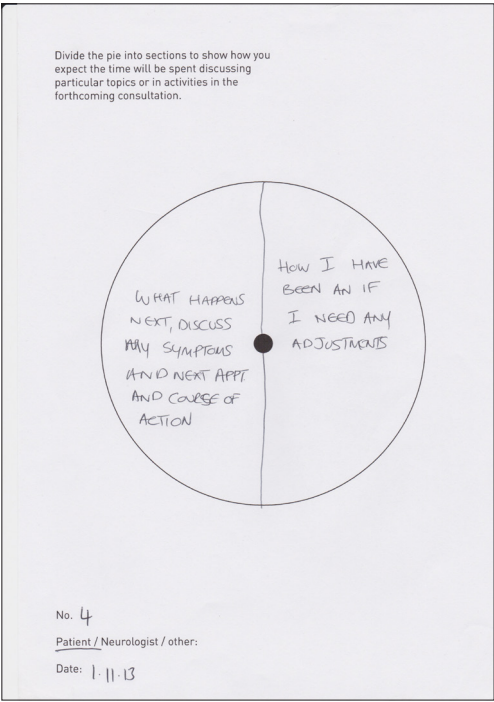 Divide the pie into sections to show how you
expect the time will be spent discussing
particular topics or in activities in the
forthcoming consultation.
WHAT HAPPENS
NEXT, DISCUSS
ANY SYMPTOMS
AND NEXT APPT.
AND COURSE OF
ACTION
HOW I HAVE
BEEN AN IF
I NEED ANY
ADJUSTMENTS
No. 4
Patient / Neurologist / other:
Date: 1.11.13